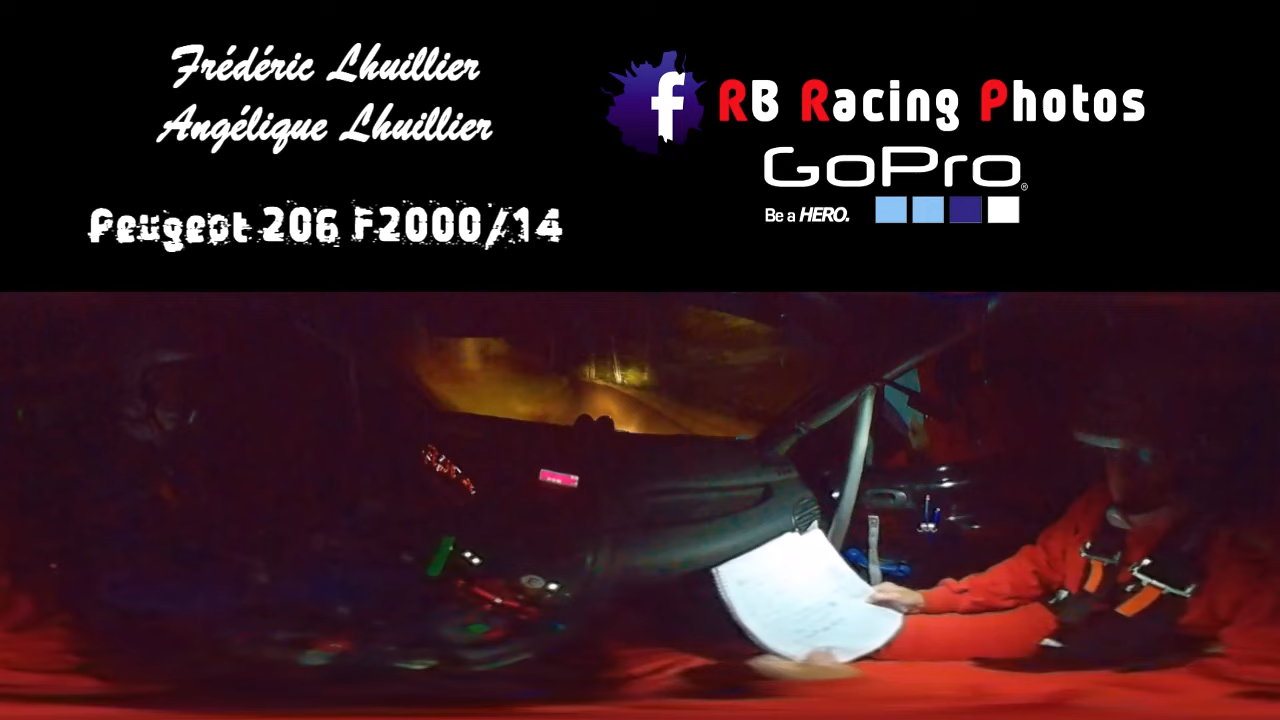 Frédéric Lhuillier
Angélique Lhuillier
Peugeot 206 F2000/14
f RB Racing Photos
GoPro®
Be a HERO.